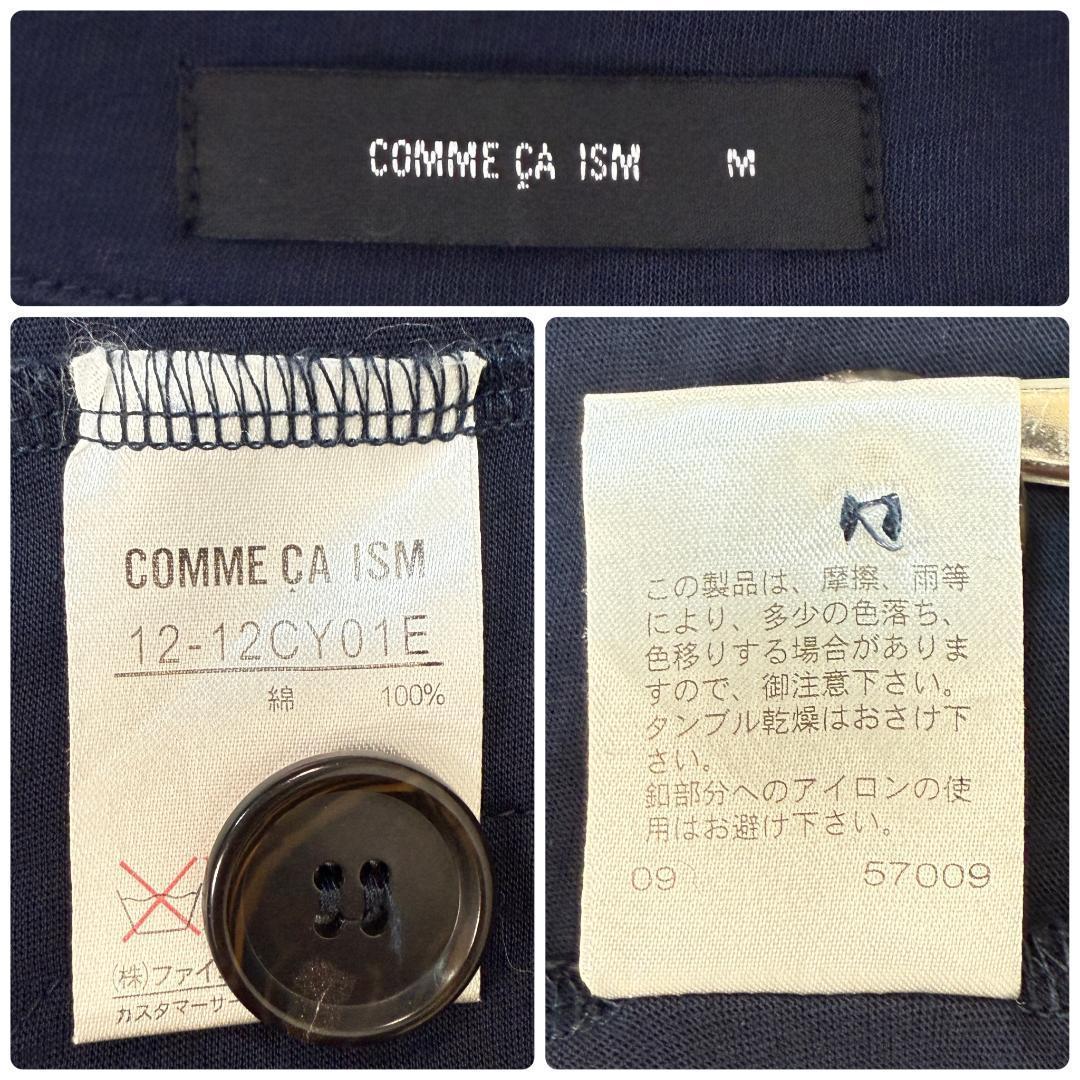 COMME ÇA ISM M
COMME ÇA ISM
12-12CY01E
綿 100%
(株)ファイ
カスタマーサ
この製品は、摩擦、雨等
により、多少の色落ち、
色移りする場合がありま
すので、御注意下さい。
タンブル乾燥はおさけ下
さい。
釦部分へのアイロンの使
用はお避け下さい。
09 57009